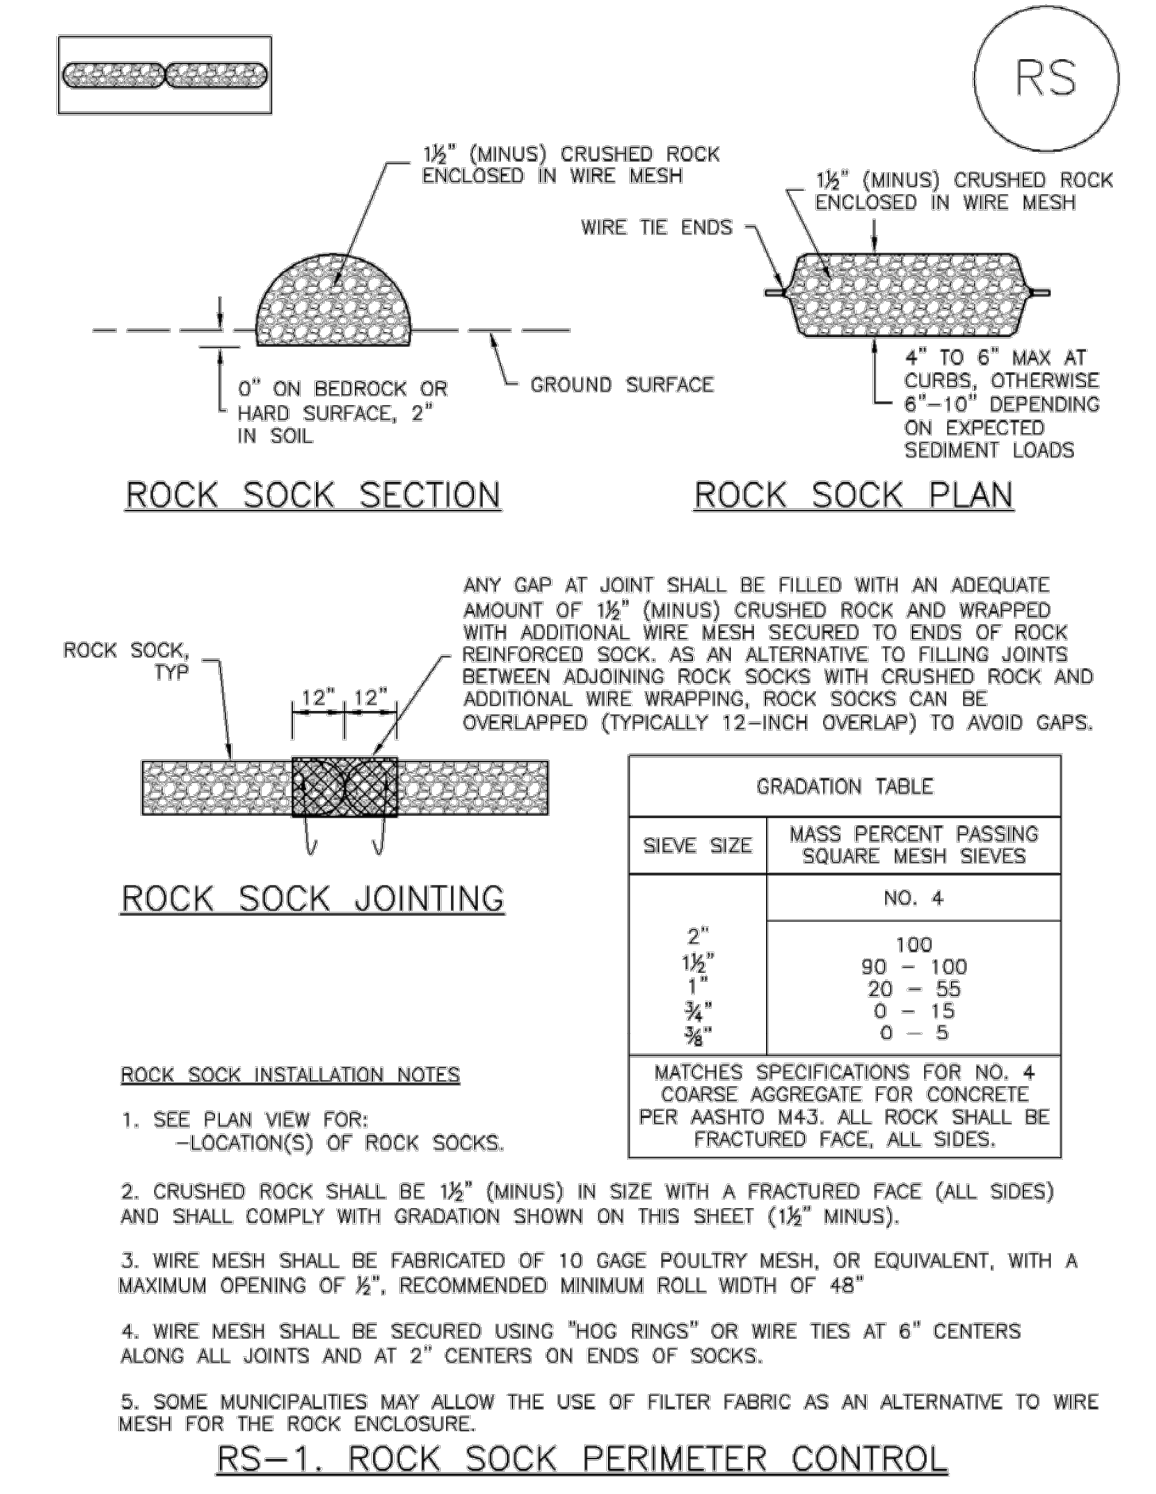 RS
1½" (MINUS) CRUSHED ROCK
ENCLOSED IN WIRE MESH
1½" (MINUS) CRUSHED ROCK
ENCLOSED IN WIRE MESH
WIRE TIE ENDS
GROUND SURFACE
0" ON BEDROCK OR
HARD SURFACE, 2"
IN SOIL
4" TO 6" MAX AT
CURBS, OTHERWISE
6"-10" DEPENDING
ON EXPECTED
SEDIMENT LOADS
ROCK SOCK SECTION
ROCK SOCK PLAN
ANY GAP AT JOINT SHALL BE FILLED WITH AN ADEQUATE
AMOUNT OF 1½" (MINUS) CRUSHED ROCK AND WRAPPED
WITH ADDITIONAL WIRE MESH SECURED TO ENDS OF ROCK
REINFORCED SOCK. AS AN ALTERNATIVE TO FILLING JOINTS
BETWEEN ADJOINING ROCK SOCKS WITH CRUSHED ROCK AND
ADDITIONAL WIRE WRAPPING, ROCK SOCKS CAN BE
OVERLAPPED (TYPICALLY 12-INCH OVERLAP) TO AVOID GAPS.
ROCK SOCK,
TYP
12" 12"
ROCK SOCK JOINTING
GRADATION TABLE
SIEVE SIZE
MASS PERCENT PASSING
SQUARE MESH SIEVES
NO. 4
2" 100
1½" 90 - 100
1" 20 - 55
¾" 0 - 15
⅜" 0 - 5
MATCHES SPECIFICATIONS FOR NO. 4
COARSE AGGREGATE FOR CONCRETE
PER AASHTO M43. ALL ROCK SHALL BE
FRACTURED FACE, ALL SIDES.
ROCK SOCK INSTALLATION NOTES
1. SEE PLAN VIEW FOR:
-LOCATION(S) OF ROCK SOCKS.
2. CRUSHED ROCK SHALL BE 1½" (MINUS) IN SIZE WITH A FRACTURED FACE (ALL SIDES)
AND SHALL COMPLY WITH GRADATION SHOWN ON THIS SHEET (1½" MINUS).
3. WIRE MESH SHALL BE FABRICATED OF 10 GAGE POULTRY MESH, OR EQUIVALENT, WITH A
MAXIMUM OPENING OF ½", RECOMMENDED MINIMUM ROLL WIDTH OF 48"
4. WIRE MESH SHALL BE SECURED USING "HOG RINGS" OR WIRE TIES AT 6" CENTERS
ALONG ALL JOINTS AND AT 2" CENTERS ON ENDS OF SOCKS.
5. SOME MUNICIPALITIES MAY ALLOW THE USE OF FILTER FABRIC AS AN ALTERNATIVE TO WIRE
MESH FOR THE ROCK ENCLOSURE.
RS-1. ROCK SOCK PERIMETER CONTROL